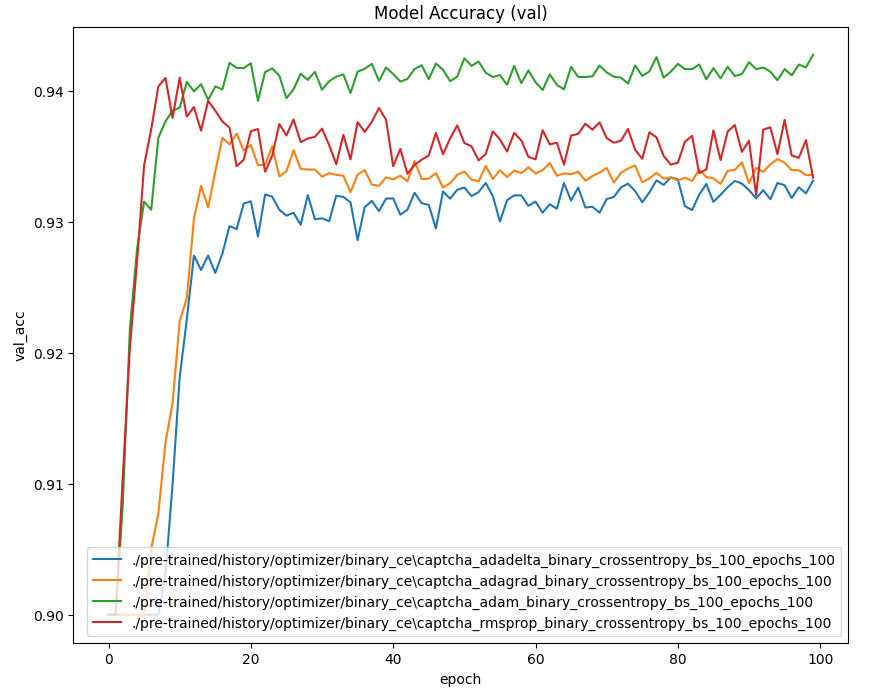 Model Accuracy (val)
val_acc
0.94
0.93
0.92
0.91
0.90
./pre-trained/history/optimizer/binary_ce\captcha_adadelta_binary_crossentropy_bs_100_epochs_100
./pre-trained/history/optimizer/binary_ce\captcha_adagrad_binary_crossentropy_bs_100_epochs_100
./pre-trained/history/optimizer/binary_ce\captcha_adam_binary_crossentropy_bs_100_epochs_100
./pre-trained/history/optimizer/binary_ce\captcha_rmsprop_binary_crossentropy_bs_100_epochs_100
0 20 40 60 80 100
epoch